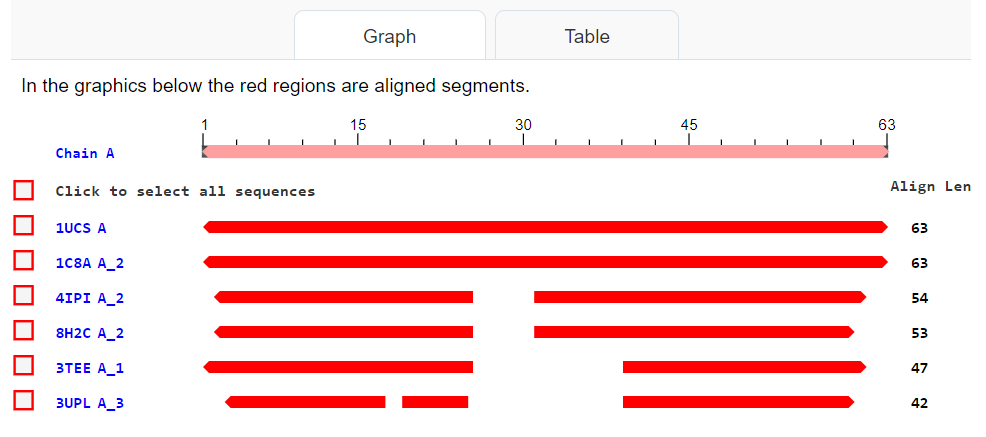 Graph Table
In the graphics below the red regions are aligned segments.
1 15 30 45 63
Chain A
Click to select all sequences Align Len
1UCS A 63
1C8A A_2 63
4IPI A_2 54
8H2C A_2 53
3TEE A_1 47
3UPL A_3 42